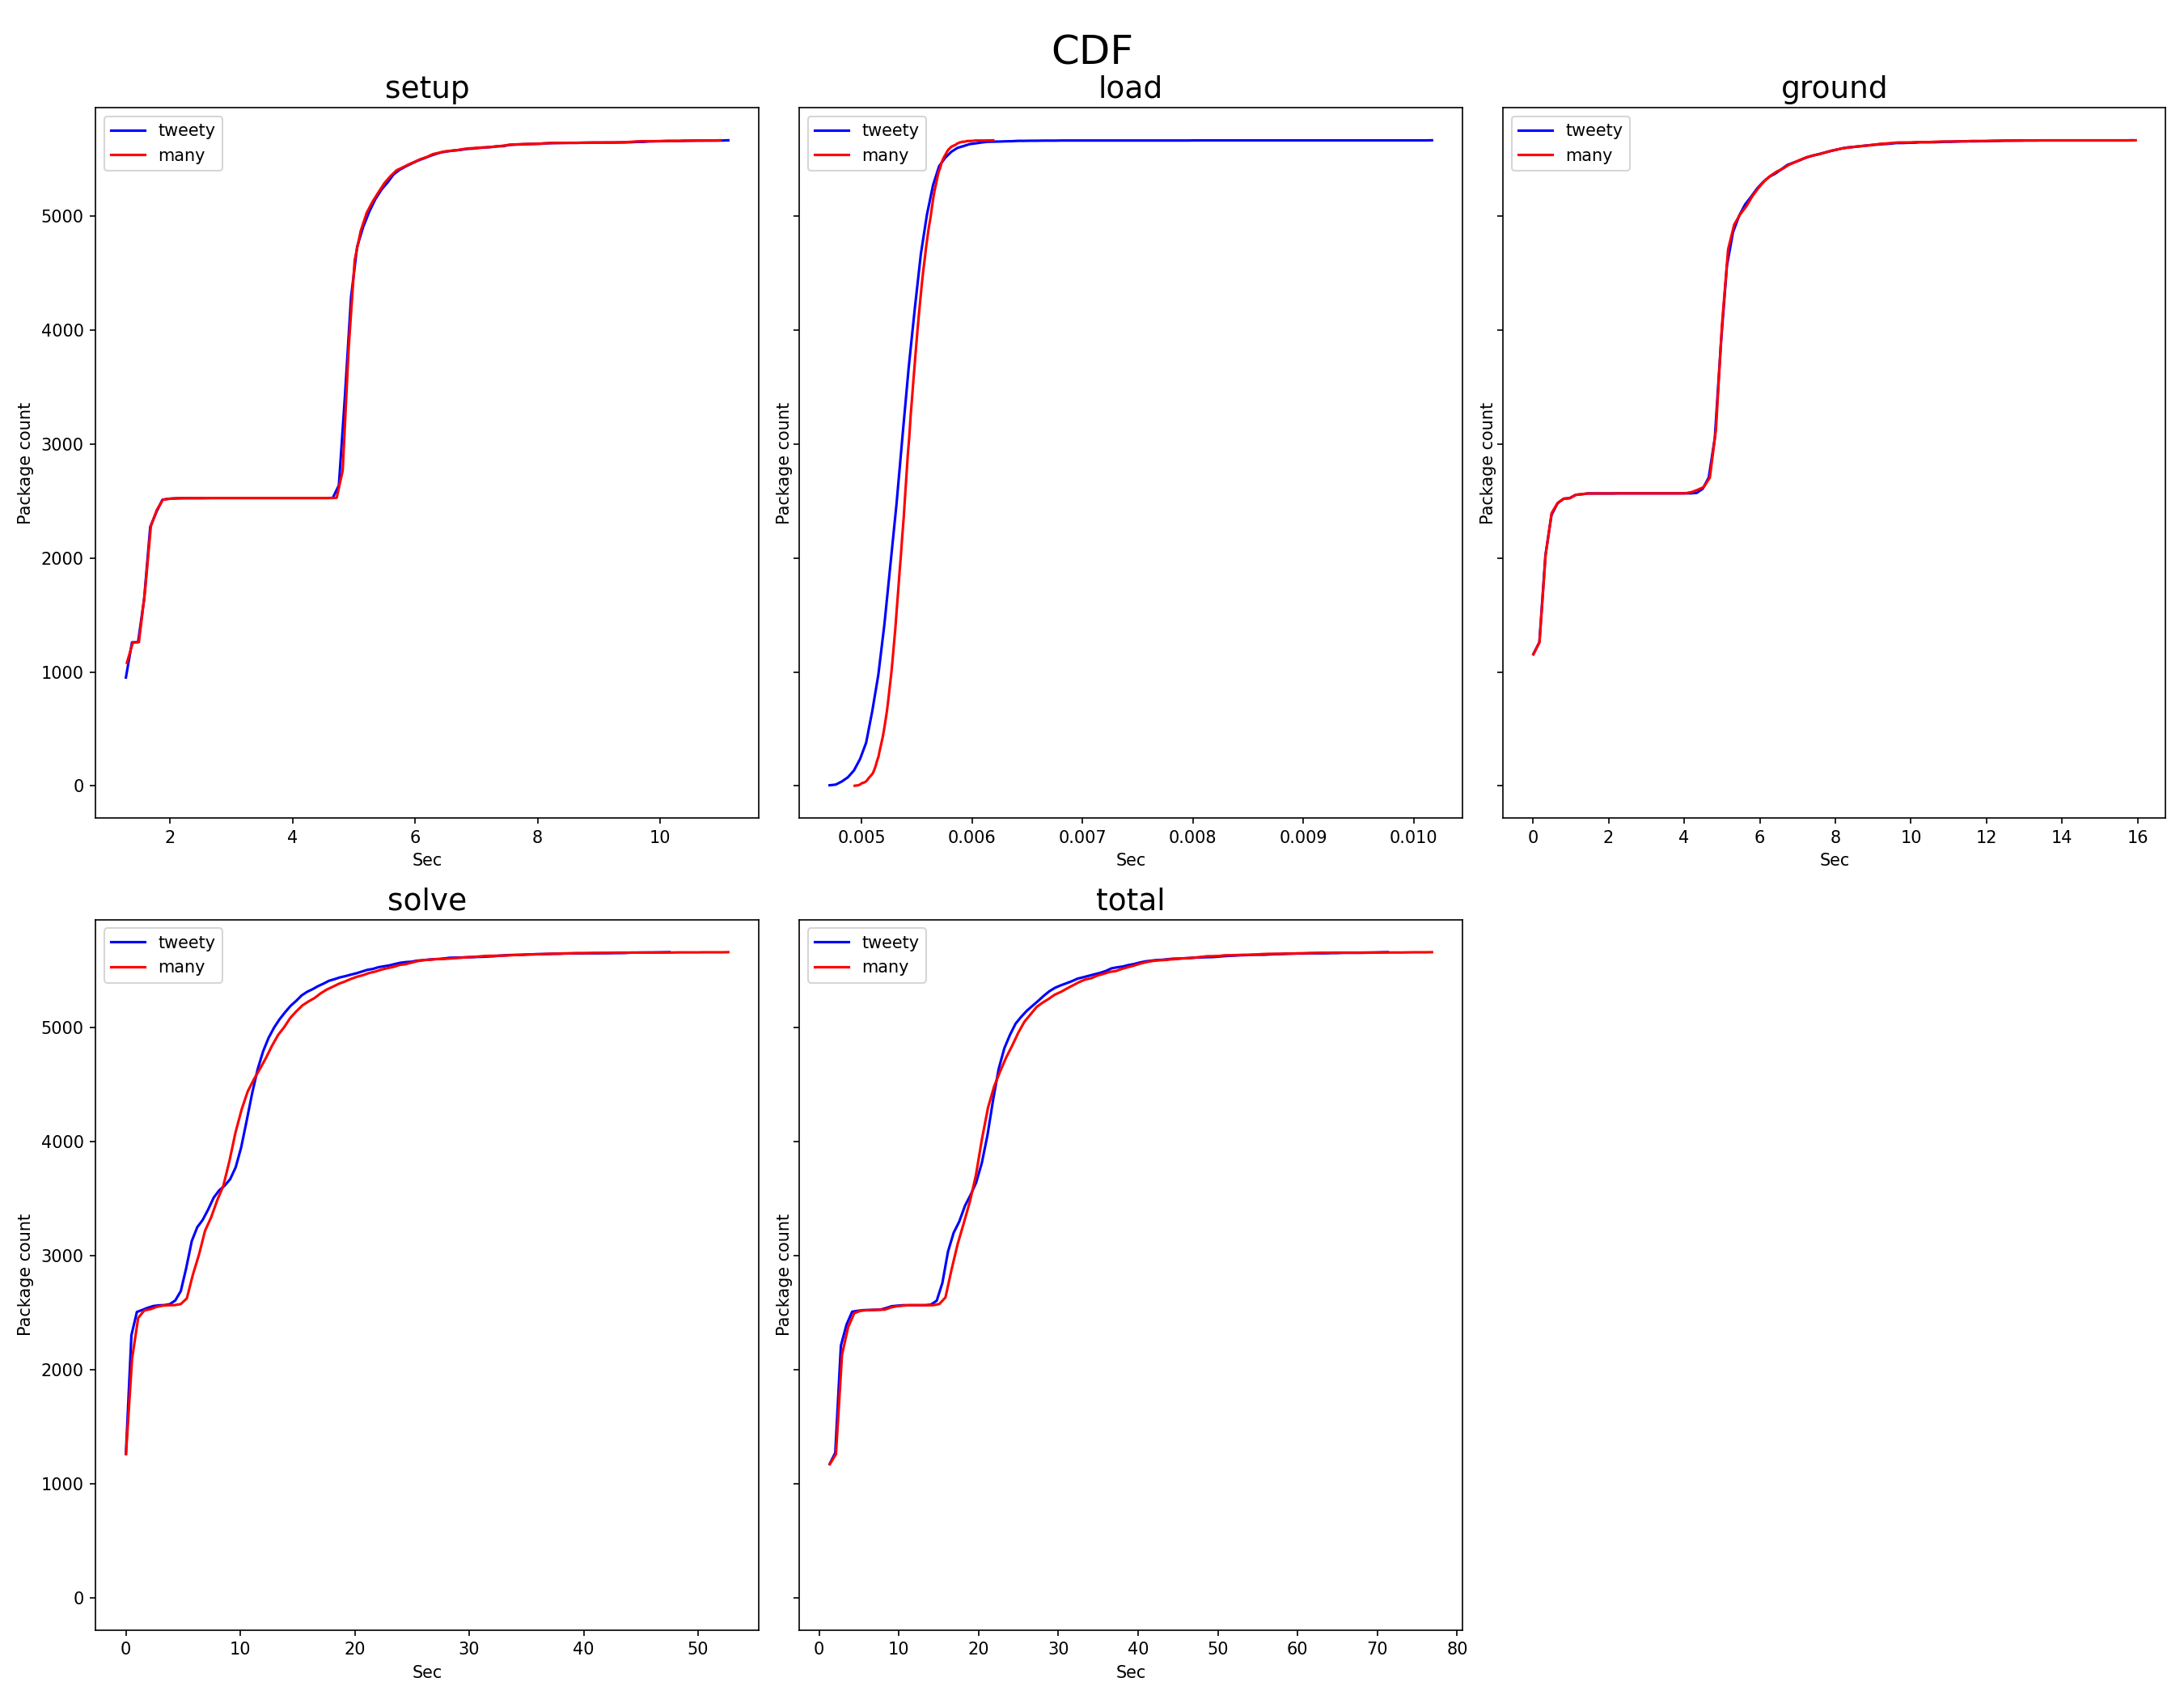 CDF
setup
tweety
many
Package count
5000
4000
3000
2000
1000
0
2 4 6 8 10
Sec
load
tweety
many
Package count
0.005 0.006 0.007 0.008 0.009 0.010
Sec
ground
tweety
many
Package count
0 2 4 6 8 10 12 14 16
Sec
solve
tweety
many
Package count
5000
4000
3000
2000
1000
0
0 10 20 30 40 50
Sec
total
tweety
many
Package count
0 10 20 30 40 50 60 70 80
Sec